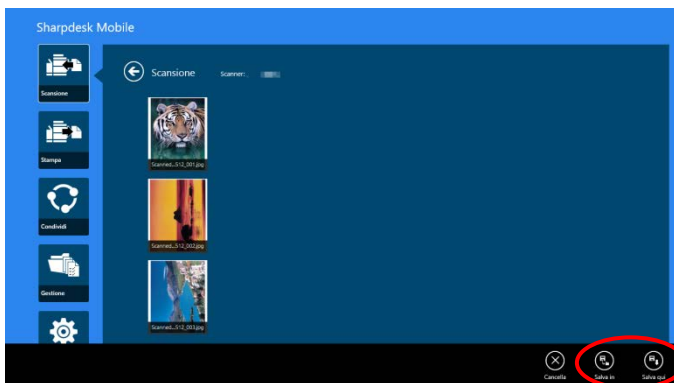 Sharpdesk Mobile
Scansione
Stampa
Condividi
Gestione
Scansione Scanner:
Scanned...512_001.jpg
Scanned...512_002.jpg
Scanned...512_003.jpg
Cancella Salva in Salva qui